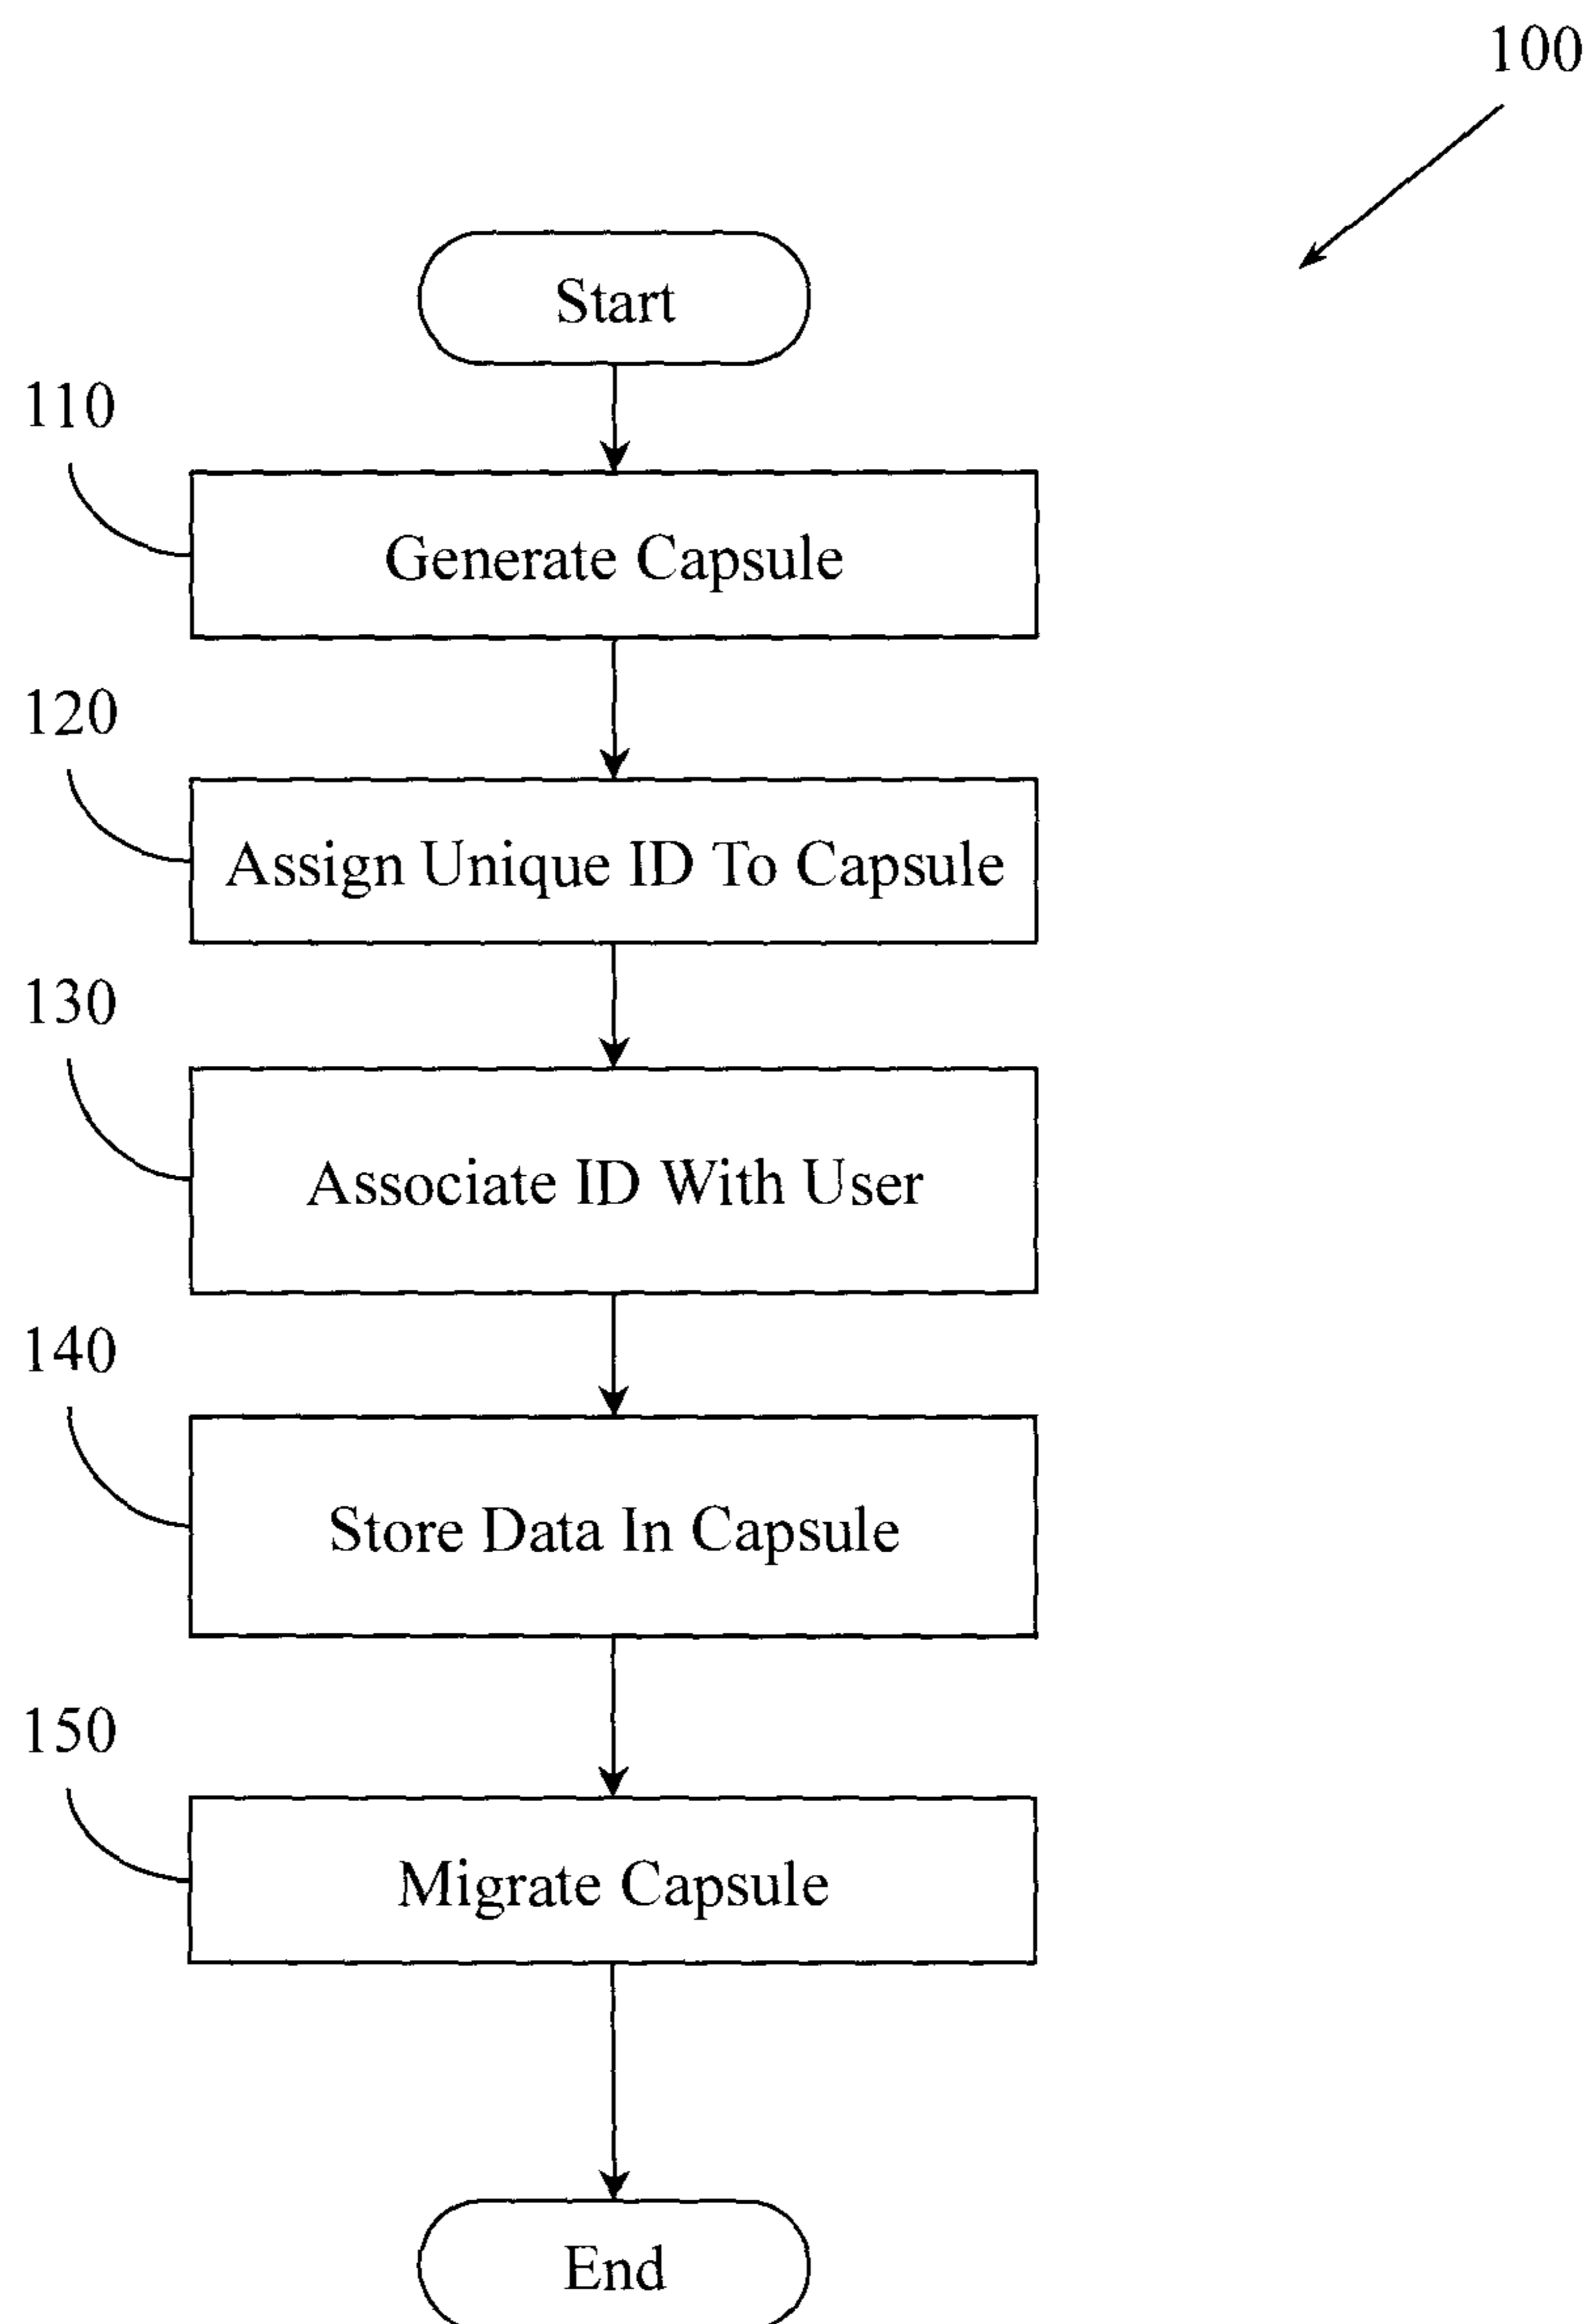 100
Start
110
Generate Capsule
120
Assign Unique ID To Capsule
130
Associate ID With User
140
Store Data In Capsule
150
Migrate Capsule
End